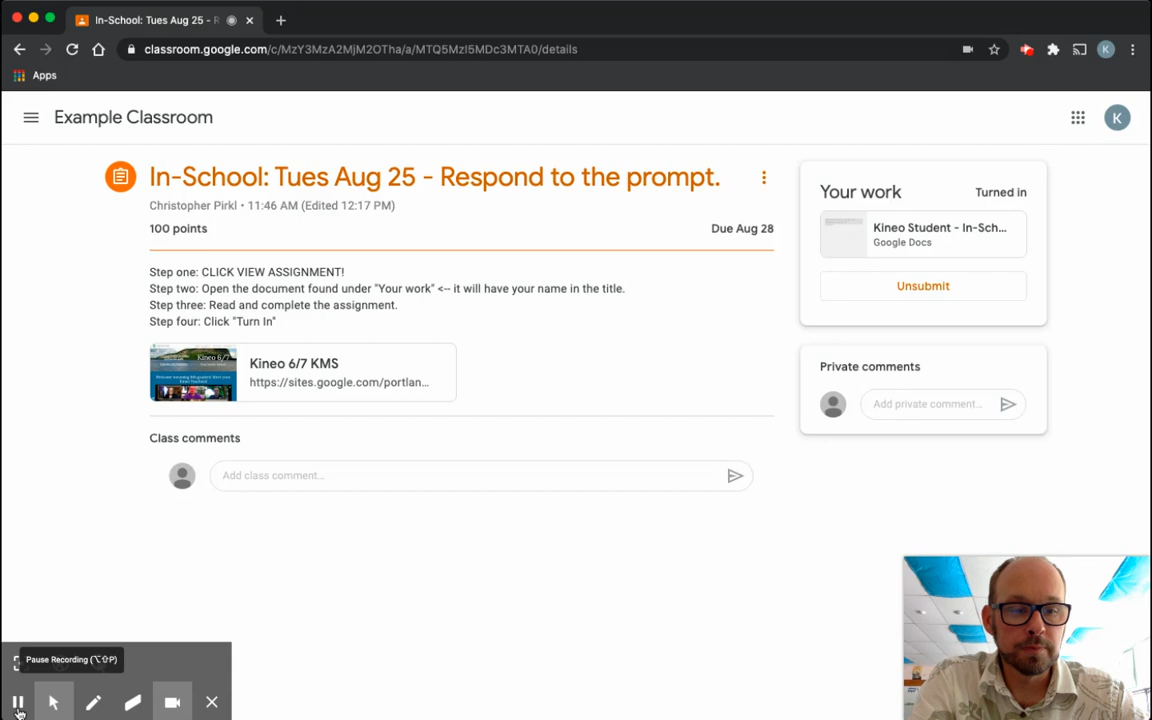 In-School: Tues Aug 25 - R
classroom.google.com/c/MzY3MzA2MjM2OTha/a/MTQ5MzI5MDc3MTA0/details
K
Apps
Example Classroom
K
In-School: Tues Aug 25 - Respond to the prompt.
Christopher Pirkl • 11:46 AM (Edited 12:17 PM)
100 points
Due Aug 28
Step one: CLICK VIEW ASSIGNMENT!
Step two: Open the document found under "Your work" <-- it will have your name in the title.
Step three: Read and complete the assignment.
Step four: Click "Turn In"
Kineo 6/7
Kineo 6/7 KMS
https://sites.google.com/portlan...
Class comments
Add class comment...
Your work
Turned in
Kineo Student - In-Sch...
Google Docs
Unsubmit
Private comments
Add private comment...
Pause Recording (⌥⇧P)